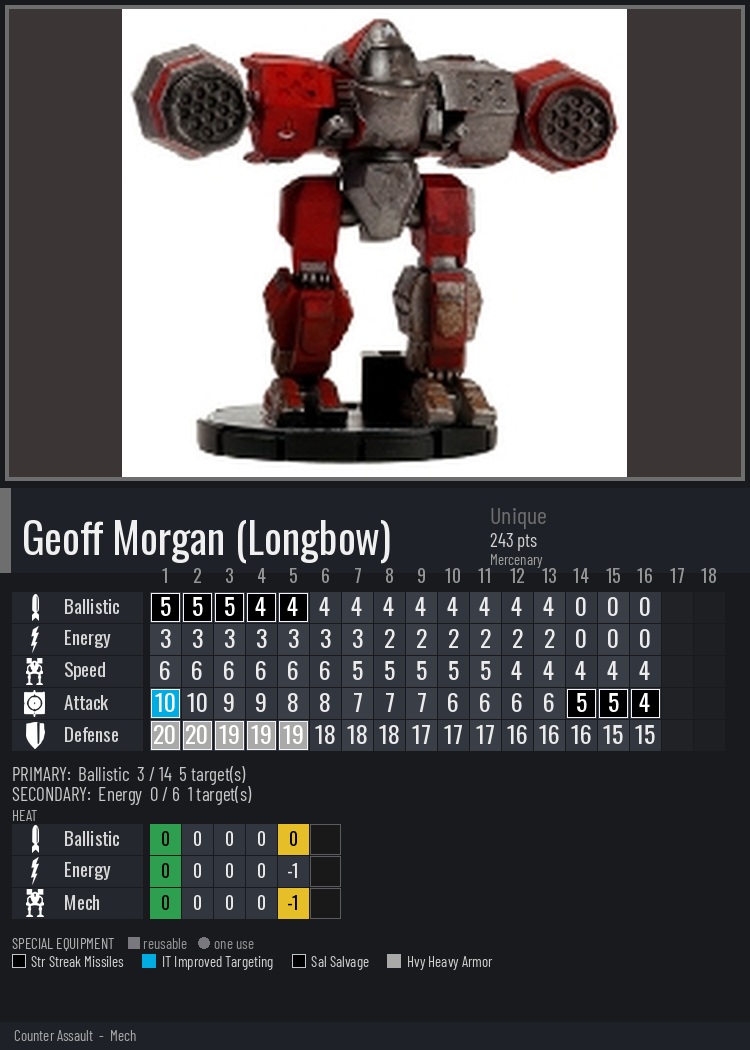 Geoff Morgan (Longbow)
Unique
243 pts
Mercenary
1 2 3 4 5 6 7 8 9 10 11 12 13 14 15 16 17 18
Ballistic 5 5 5 4 4 4 4 4 4 4 4 4 4 0 0 0
Energy 3 3 3 3 3 3 3 2 2 2 2 2 2 0 0 0
Speed 6 6 6 6 6 6 5 5 5 5 5 4 4 4 4 4
Attack 10 10 9 9 8 8 7 7 7 6 6 6 6 5 5 4
Defense 20 20 19 19 19 18 18 18 17 17 17 16 16 16 15 15
PRIMARY: Ballistic 3 / 14 5 target(s)
SECONDARY: Energy 0 / 6 1 target(s)
HEAT
Ballistic 0 0 0 0 0
Energy 0 0 0 0 -1
Mech 0 0 0 0 -1
SPECIAL EQUIPMENT reusable one use
Str Streak Missiles IT Improved Targeting Sal Salvage Hvy Heavy Armor
Counter Assault - Mech